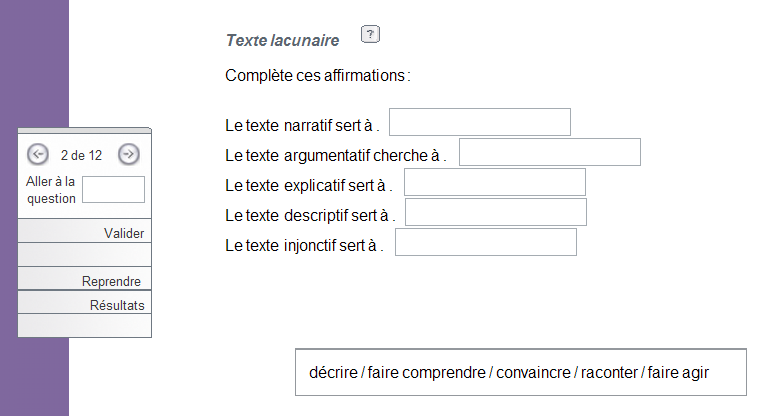 Texte lacunaire ?
Complète ces affirmations :
Le texte narratif sert à .
Le texte argumentatif cherche à .
Le texte explicatif sert à .
Le texte descriptif sert à .
Le texte injonctif sert à .
2 de 12
Aller à la
question
Valider
Reprendre
Résultats
décrire / faire comprendre / convaincre / raconter / faire agir